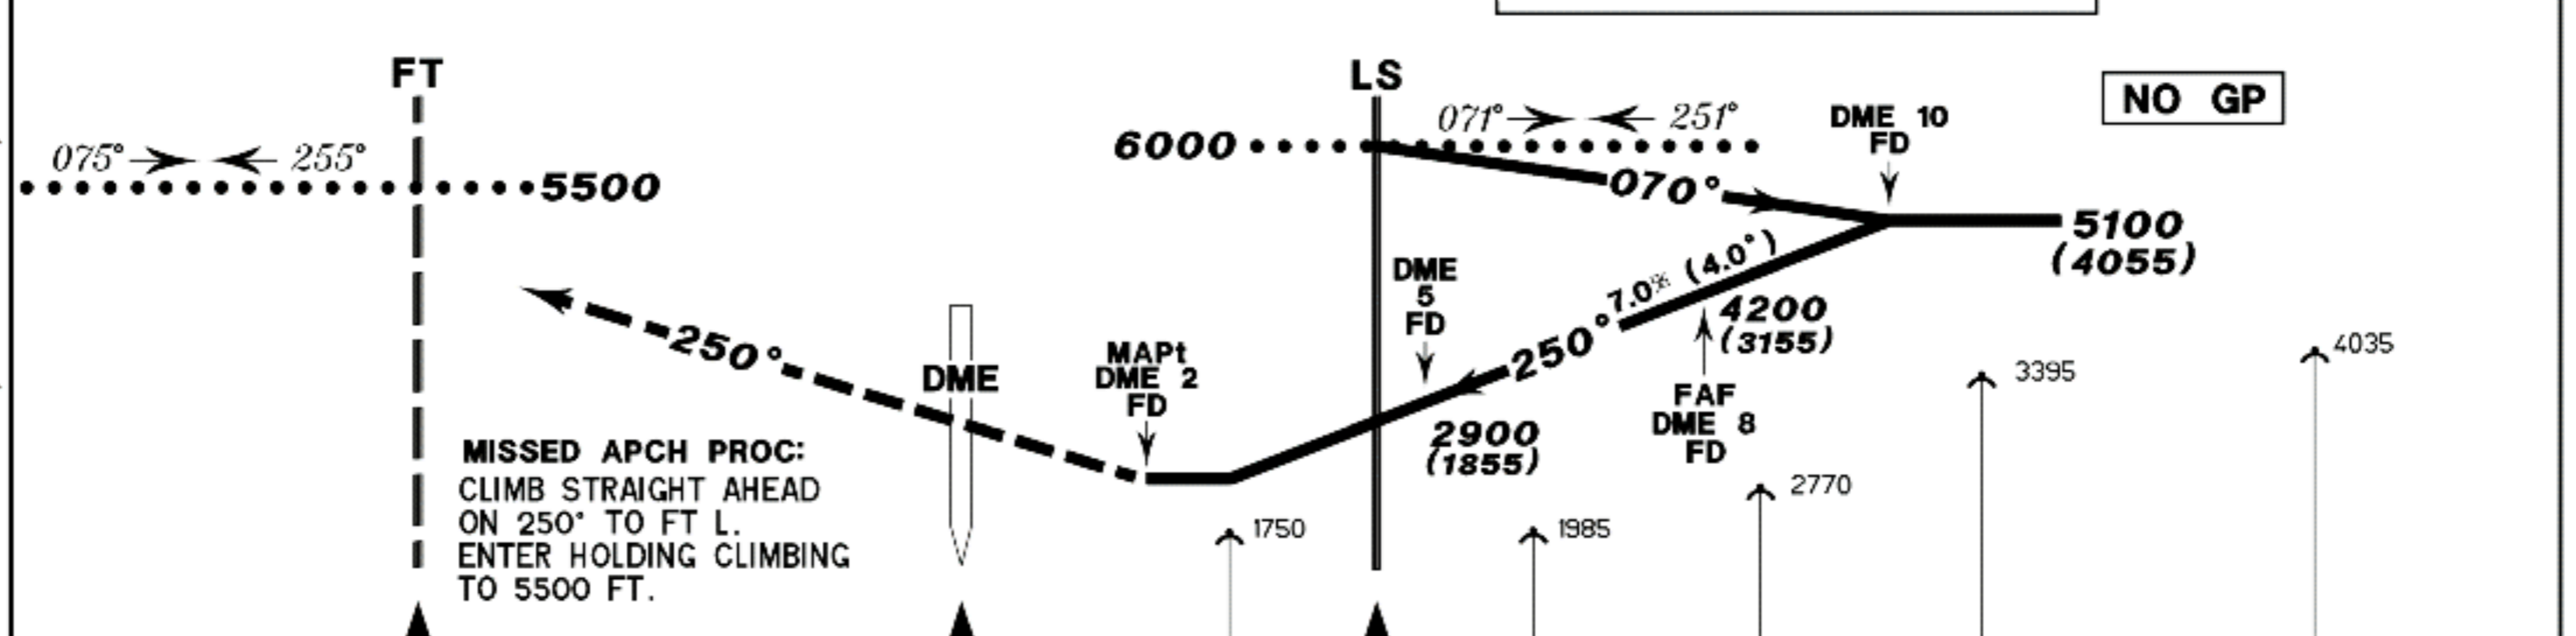 FT
LS
NO GP
075° 255°
5500
6000
071° 251°
DME 10
FD
070°
5100
(4055)
7.0% (4.0°)
DME
5
FD
250°
4200
(3155)
FAF
DME 8
FD
2900
(1855)
250°
DME
MAPt
DME 2
FD
4035
3395
2770
1985
1750
MISSED APCH PROC:
CLIMB STRAIGHT AHEAD
ON 250° TO FT L.
ENTER HOLDING CLIMBING
TO 5500 FT.